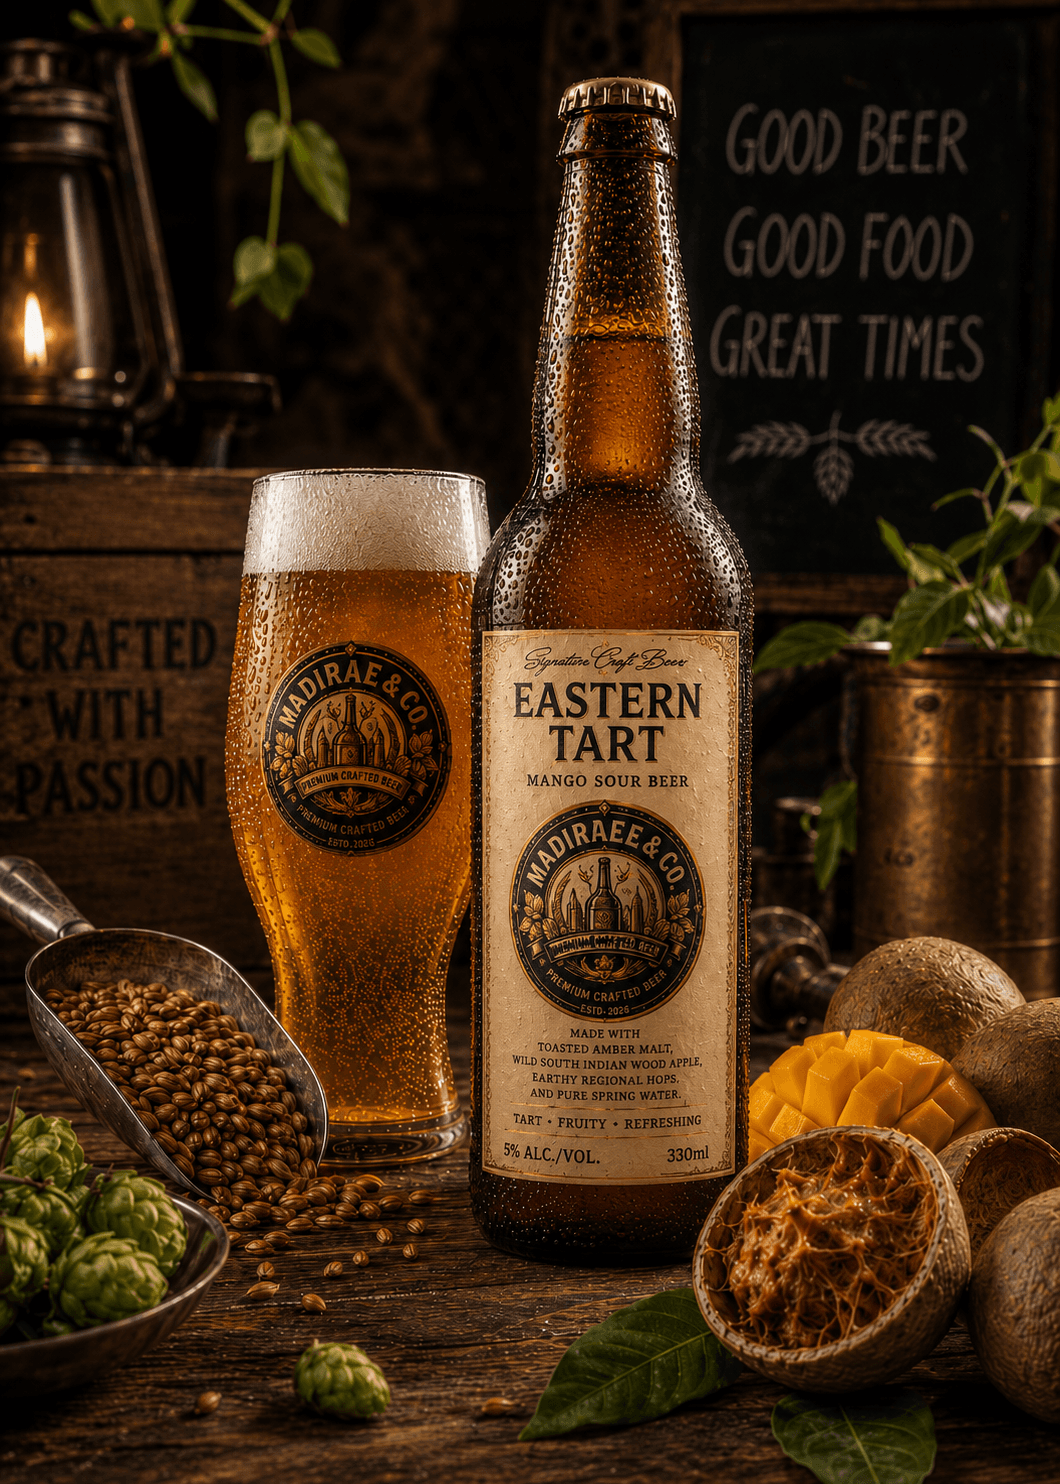 GOOD BEER
GOOD FOOD
GREAT TIMES
CRAFTED
WITH
PASSION
MADIRAE & CO.
PREMIUM CRAFTED BEER
PREMIUM CRAFTED BEER
ESTD. 2026
Signature Craft Beer
EASTERN
TART
MANGO SOUR BEER
MADIRAEE & CO.
PREMIUM CRAFTED BEER
PREMIUM CRAFTED BEER
ESTD. 2026
MADE WITH
TOASTED AMBER MALT,
WILD SOUTH INDIAN WOOD APPLE,
EARTHY REGIONAL HOPS,
AND PURE SPRING WATER.
TART • FRUITY • REFRESHING
5% ALC./VOL. 330ml